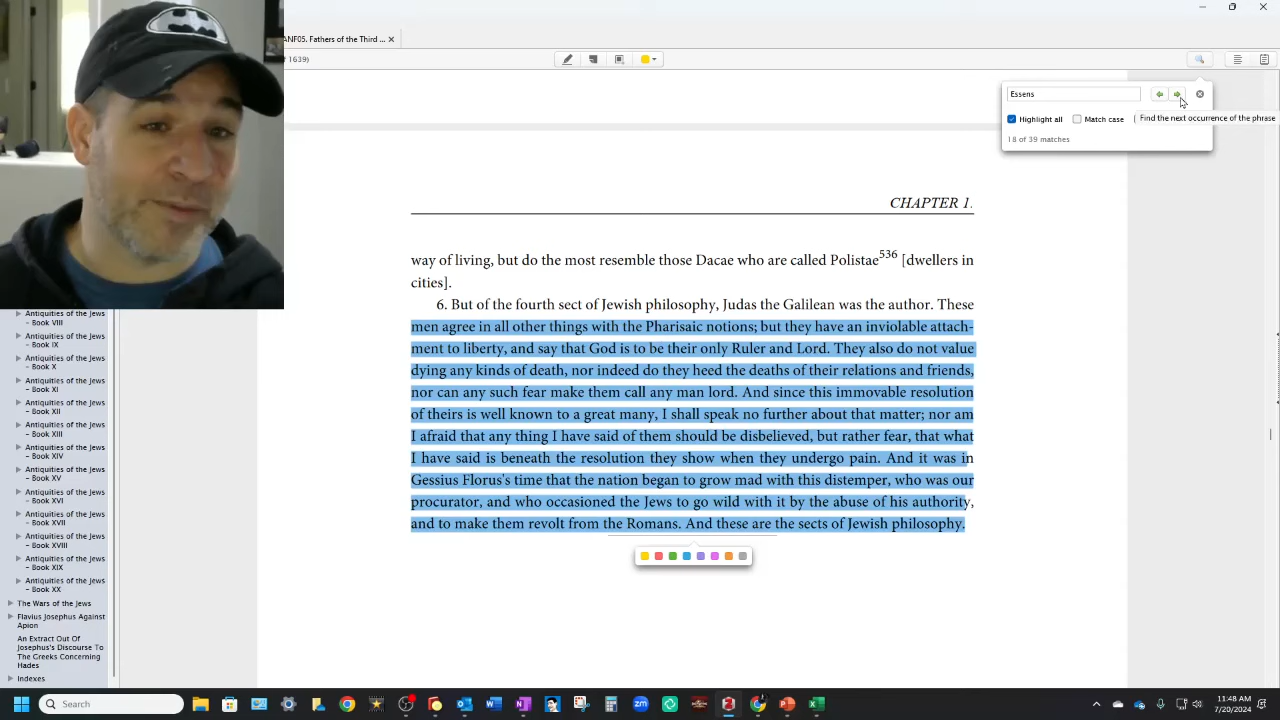 ANF05. Fathers of the Third ...
1639)
Essens
Highlight all
Match case
Find the next occurrence of the phrase
18 of 39 matches
CHAPTER 1.
way of living, but do the most resemble those Dacae who are called Polistae536 [dwellers in
cities].
6. But of the fourth sect of Jewish philosophy, Judas the Galilean was the author. These
men agree in all other things with the Pharisaic notions; but they have an inviolable attach-
ment to liberty, and say that God is to be their only Ruler and Lord. They also do not value
dying any kinds of death, nor indeed do they heed the deaths of their relations and friends,
nor can any such fear make them call any man lord. And since this immovable resolution
of theirs is well known to a great many, I shall speak no further about that matter; nor am
I afraid that any thing I have said of them should be disbelieved, but rather fear, that what
I have said is beneath the resolution they show when they undergo pain. And it was in
Gessius Florus's time that the nation began to grow mad with this distemper, who was our
procurator, and who occasioned the Jews to go wild with it by the abuse of his authority,
and to make them revolt from the Romans. And these are the sects of Jewish philosophy.
Antiquities of the Jews
– Book VIII
Antiquities of the Jews
– Book IX
Antiquities of the Jews
– Book X
Antiquities of the Jews
– Book XI
Antiquities of the Jews
– Book XII
Antiquities of the Jews
– Book XIII
Antiquities of the Jews
– Book XIV
Antiquities of the Jews
– Book XV
Antiquities of the Jews
– Book XVI
Antiquities of the Jews
– Book XVII
Antiquities of the Jews
– Book XVIII
Antiquities of the Jews
– Book XIX
Antiquities of the Jews
– Book XX
The Wars of the Jews
Flavius Josephus Against
Apion
An Extract Out Of
Josephus's Discourse To
The Greeks Concerning
Hades
Indexes
Search
zm
11:48 AM
7/20/2024